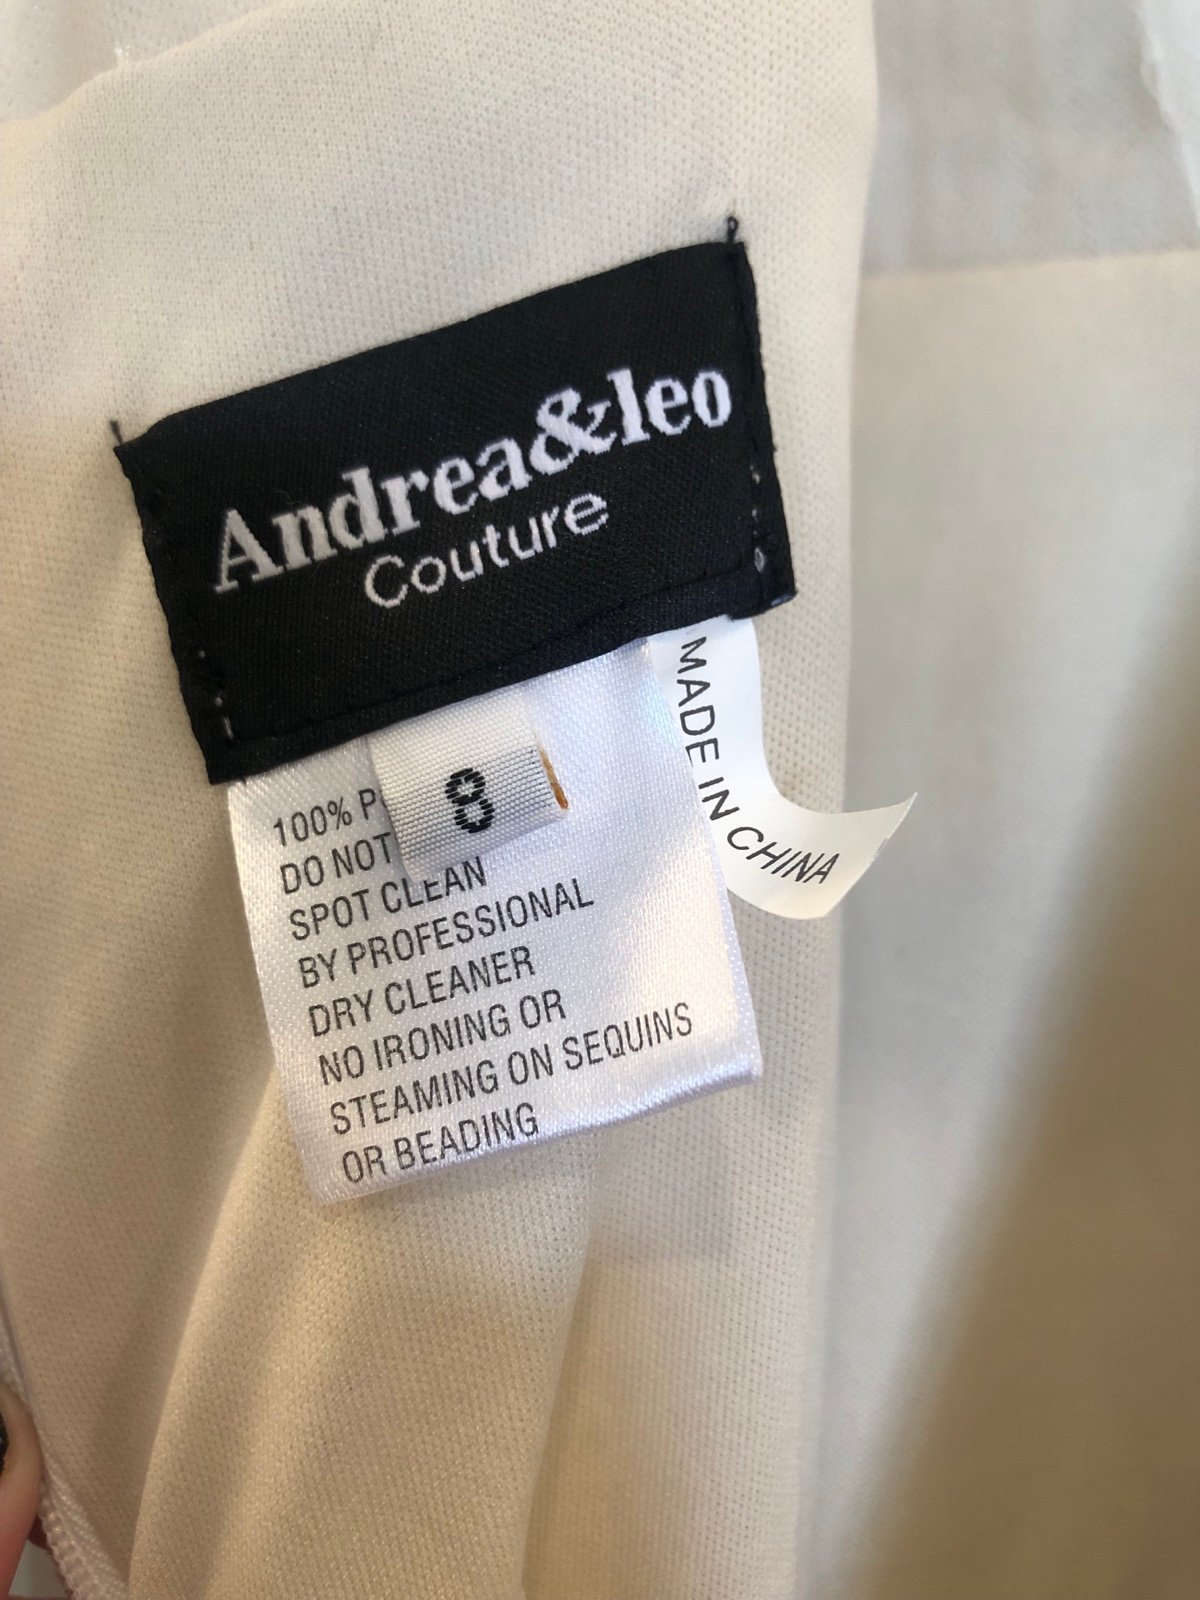 Andrea&leo
Couture
8
MADE IN CHINA
100%
DO NOT
SPOT CLEAN
BY PROFESSIONAL
DRY CLEANER
NO IRONING OR
STEAMING ON SEQUINS
OR BEADING